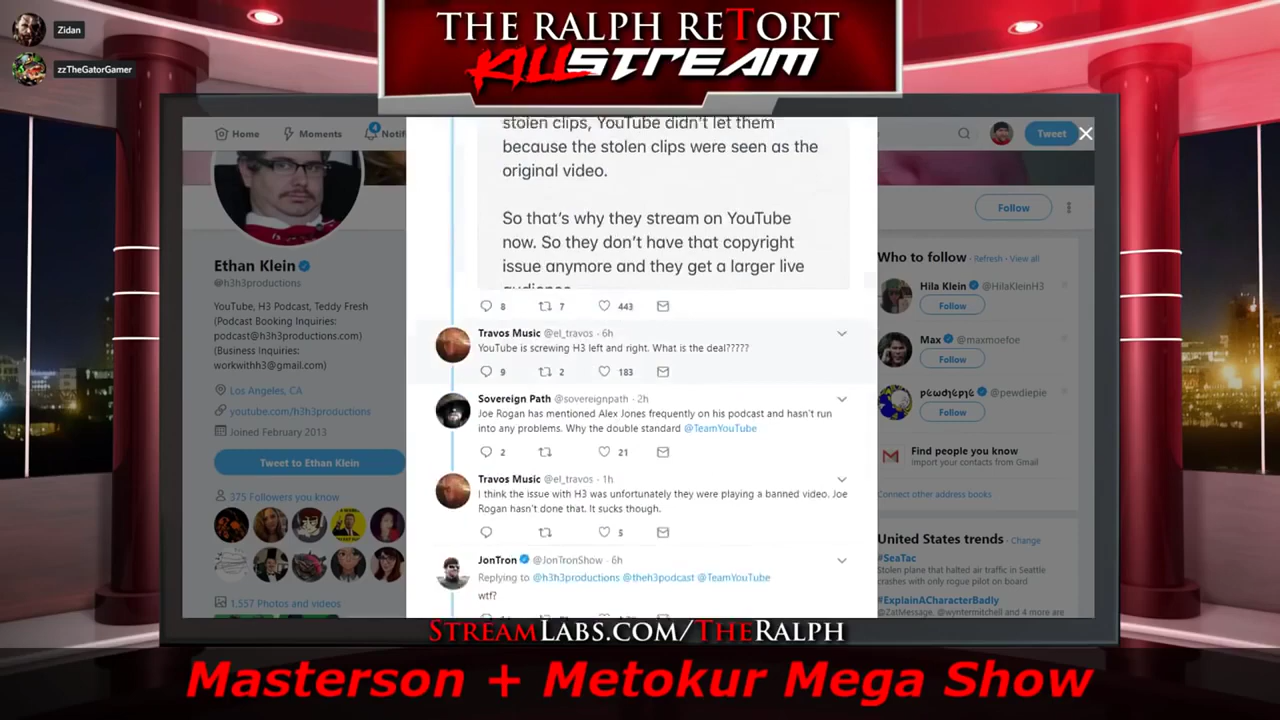 Zidan
zzTheGatorGamer
THE RALPH RETORT
KILLSTREAM
Home
Moments
4
Notif
Tweet
stolen clips, YouTube didn't let them
because the stolen clips were seen as the
original video.
So that's why they stream on YouTube
now. So they don't have that copyright
issue anymore and they get a larger live
audience.
8 7 443
Travos Music @el_travos · 6h
YouTube is screwing H3 left and right. What is the deal?????
9 2 183
Sovereign Path @sovereignpath · 2h
Joe Rogan has mentioned Alex Jones frequently on his podcast and hasn't run
into any problems. Why the double standard @TeamYouTube
2 21
Travos Music @el_travos · 1h
I think the issue with H3 was unfortunately they were playing a banned video. Joe
Rogan hasn't done that. It sucks though.
5
JonTron @JonTronShow · 6h
Replying to @h3h3productions @theh3podcast @TeamYouTube
wtf?
Ethan Klein
@h3h3productions
YouTube, H3 Podcast, Teddy Fresh
(Podcast Booking Inquiries:
podcast@h3h3productions.com)
(Business Inquiries:
workwithh3@gmail.com)
Los Angeles, CA
youtube.com/h3h3productions
Joined February 2013
Tweet to Ethan Klein
375 Followers you know
1,557 Photos and videos
Follow
Who to follow · Refresh · View all
Hila Klein @HilaKleinH3
Follow
Max @maxmoefoe
Follow
@pewdiepie
Follow
Find people you know
Import your contacts from Gmail
Connect other address books
United States trends · Change
#SeaTac
Stolen plane that halted air traffic in Seattle
crashes with only rogue pilot on board
#ExplainACharacterBadly
@ZatMessage, @wyntermitchell and 4 more are
STREAMLABS.COM/THERALPH
Masterson + Metokur Mega Show